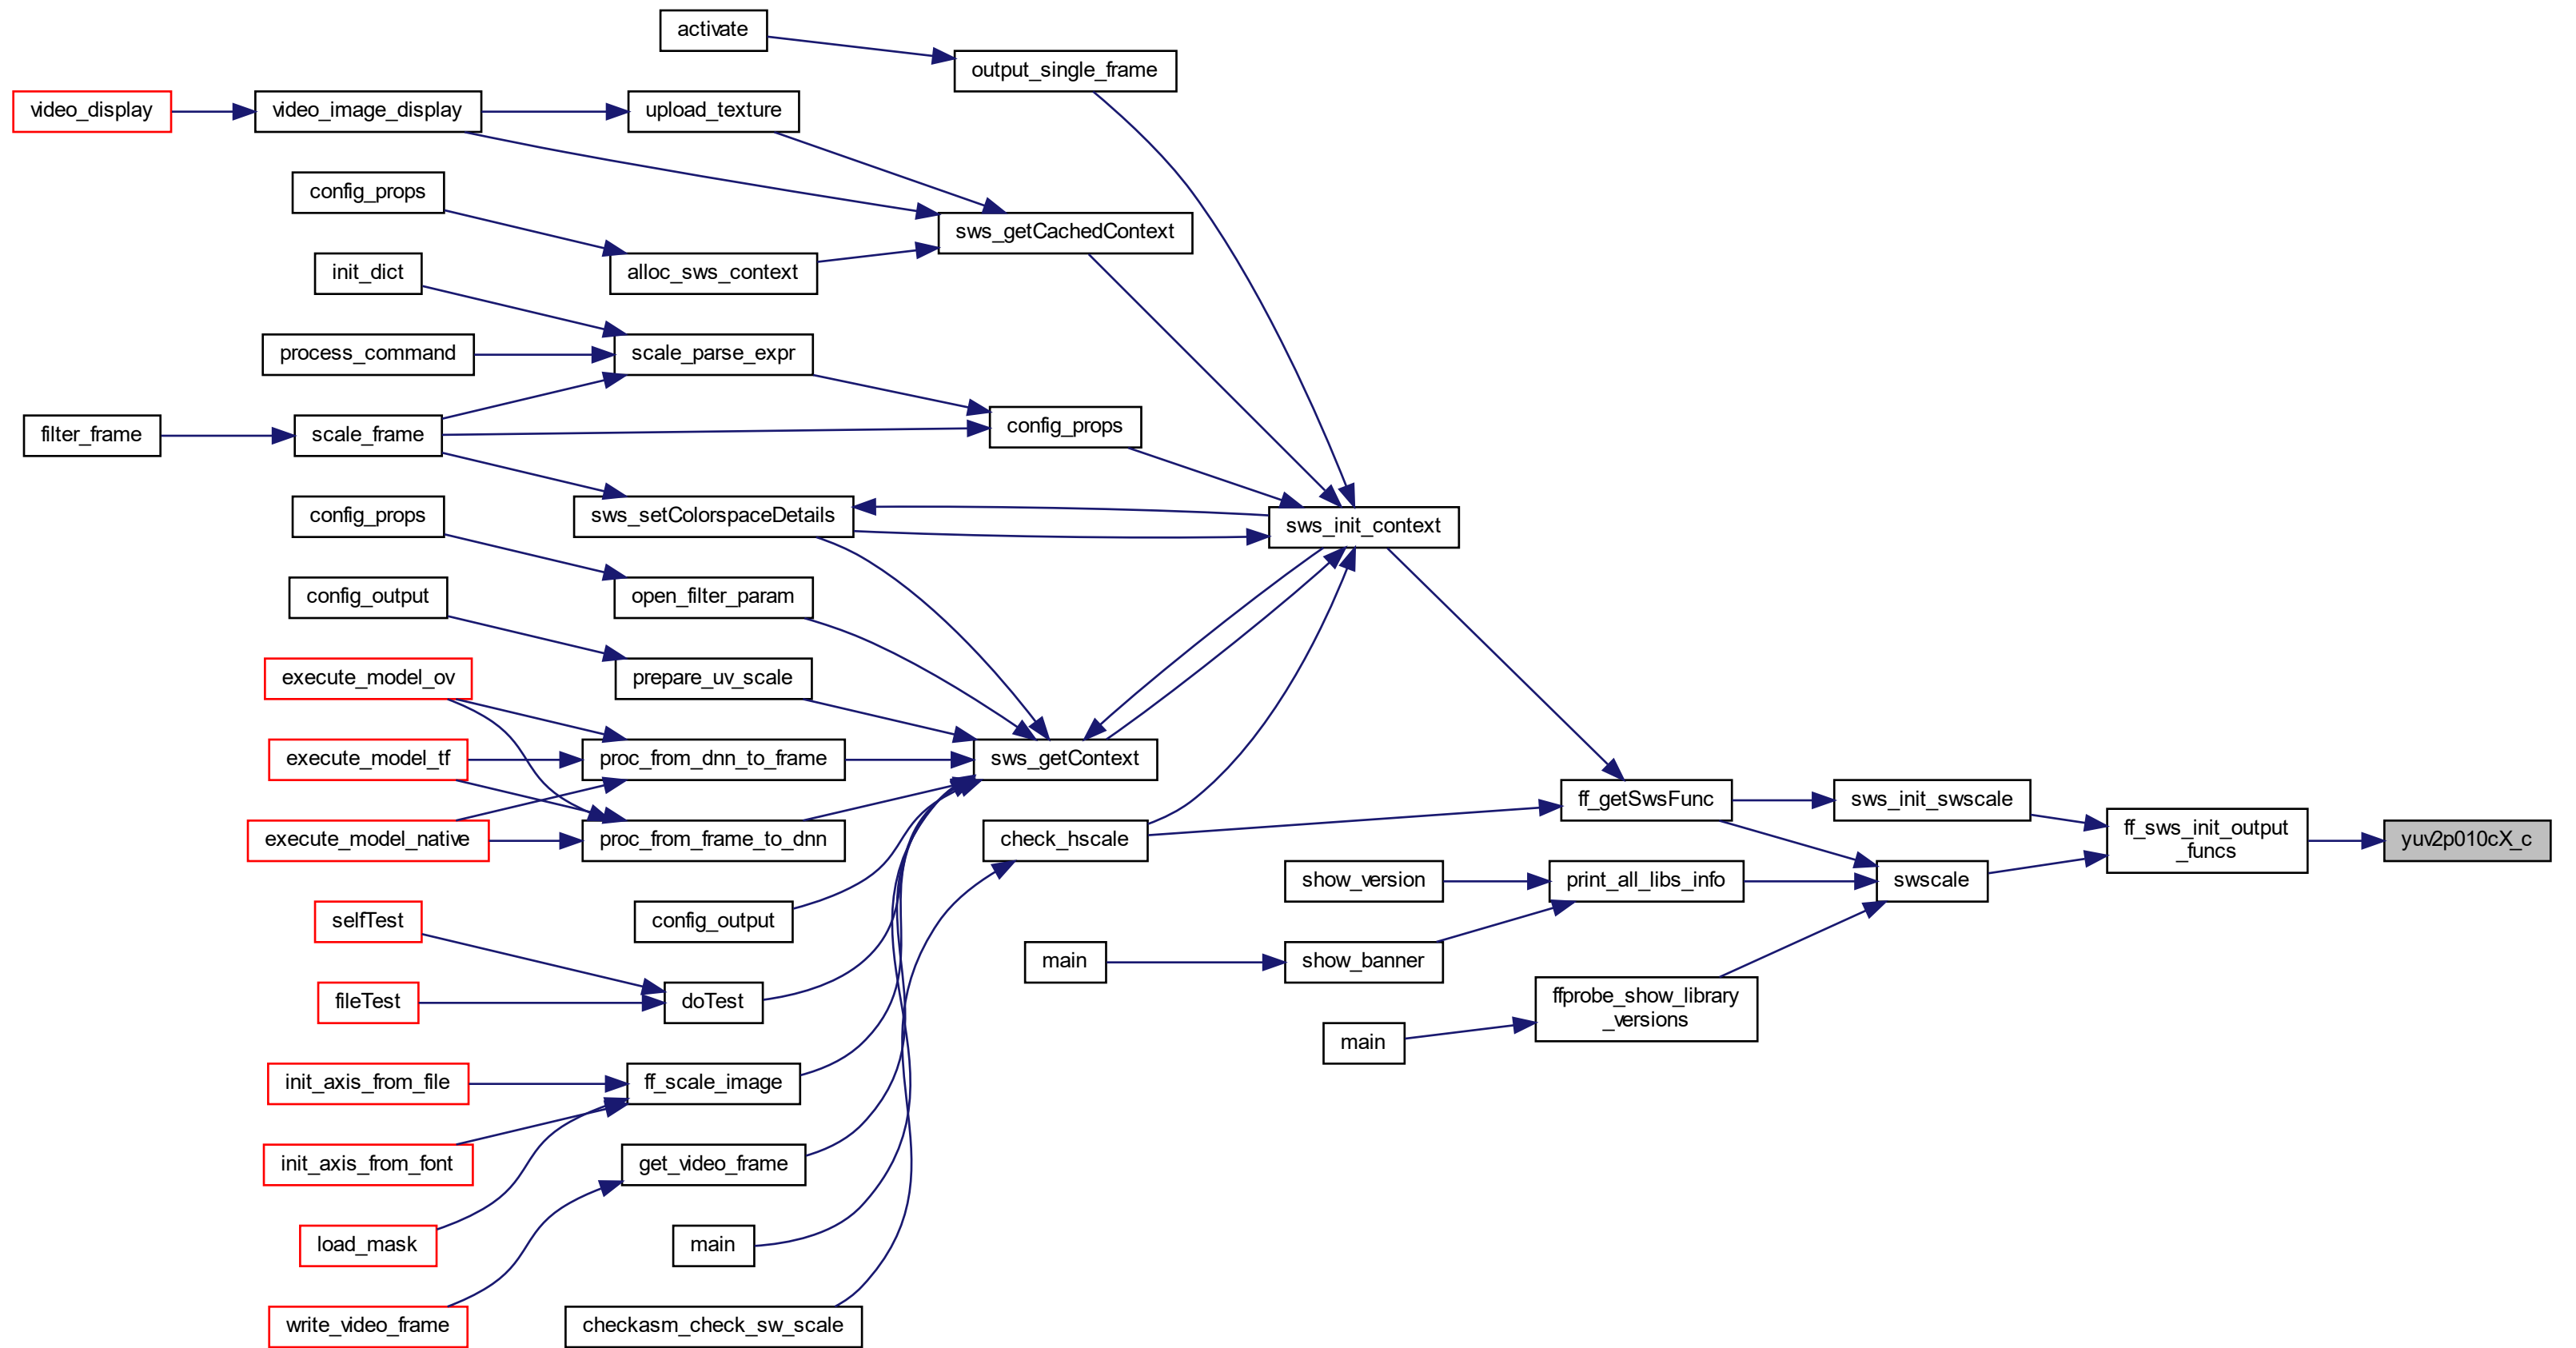 activate
output_single_frame
video_display
video_image_display
upload_texture
config_props
sws_getCachedContext
init_dict
alloc_sws_context
process_command
scale_parse_expr
filter_frame
scale_frame
config_props
config_props
sws_setColorspaceDetails
sws_init_context
config_output
open_filter_param
execute_model_ov
prepare_uv_scale
execute_model_tf
proc_from_dnn_to_frame
sws_getContext
ff_getSwsFunc
sws_init_swscale
execute_model_native
proc_from_frame_to_dnn
check_hscale
ff_sws_init_output
_funcs
yuv2p010cX_c
show_version
print_all_libs_info
swscale
selfTest
config_output
main
show_banner
fileTest
doTest
ffprobe_show_library
_versions
main
init_axis_from_file
ff_scale_image
init_axis_from_font
get_video_frame
load_mask
main
write_video_frame
checkasm_check_sw_scale